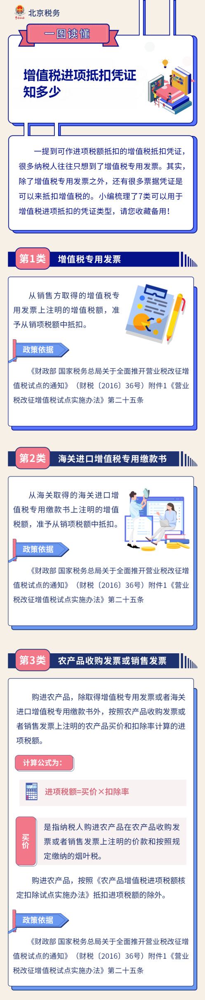 中国税务
北京税务
一图读懂
增值税进项抵扣凭证
知多少
一提到可作进项税额抵扣的增值税抵扣凭证，
很多纳税人往往只想到了增值税专用发票。其实，
除了增值税专用发票之外，还有很多票据凭证是
可以来抵扣增值税的。小编梳理了7类可以用于
增值税进项抵扣的凭证类型，请您收藏备用！
第1类 增值税专用发票
从销售方取得的增值税专
用发票上注明的增值税额，准
予从销项税额中抵扣。
政策依据
《财政部 国家税务总局关于全面推开营业税改征增
值税试点的通知》（财税〔2016〕36号）附件1《营业
税改征增值税试点实施办法》第二十五条
第2类 海关进口增值税专用缴款书
从海关取得的海关进口增
值税专用缴款书上注明的增值
税额，准予从销项税额中抵扣。
政策依据
《财政部 国家税务总局关于全面推开营业税改征增
值税试点的通知》（财税〔2016〕36号）附件1《营业
税改征增值税试点实施办法》第二十五条
第3类 农产品收购发票或销售发票
购进农产品，除取得增值税专用发票或者海关
进口增值税专用缴款书外，按照农产品收购发票或
者销售发票上注明的农产品买价和扣除率计算的进
项税额。
计算公式为：
进项税额=买价×扣除率
买价
是指纳税人购进农产品在农产品收购发
票或者销售发票上注明的价款和按照规
定缴纳的烟叶税。
购进农产品，按照《农产品增值税进项税额核
定扣除试点实施办法》抵扣进项税额的除外。
政策依据
《财政部 国家税务总局关于全面推开营业税改征增
值税试点的通知》（财税〔2016〕36号）附件1《营业
税改征增值税试点实施办法》第二十五条